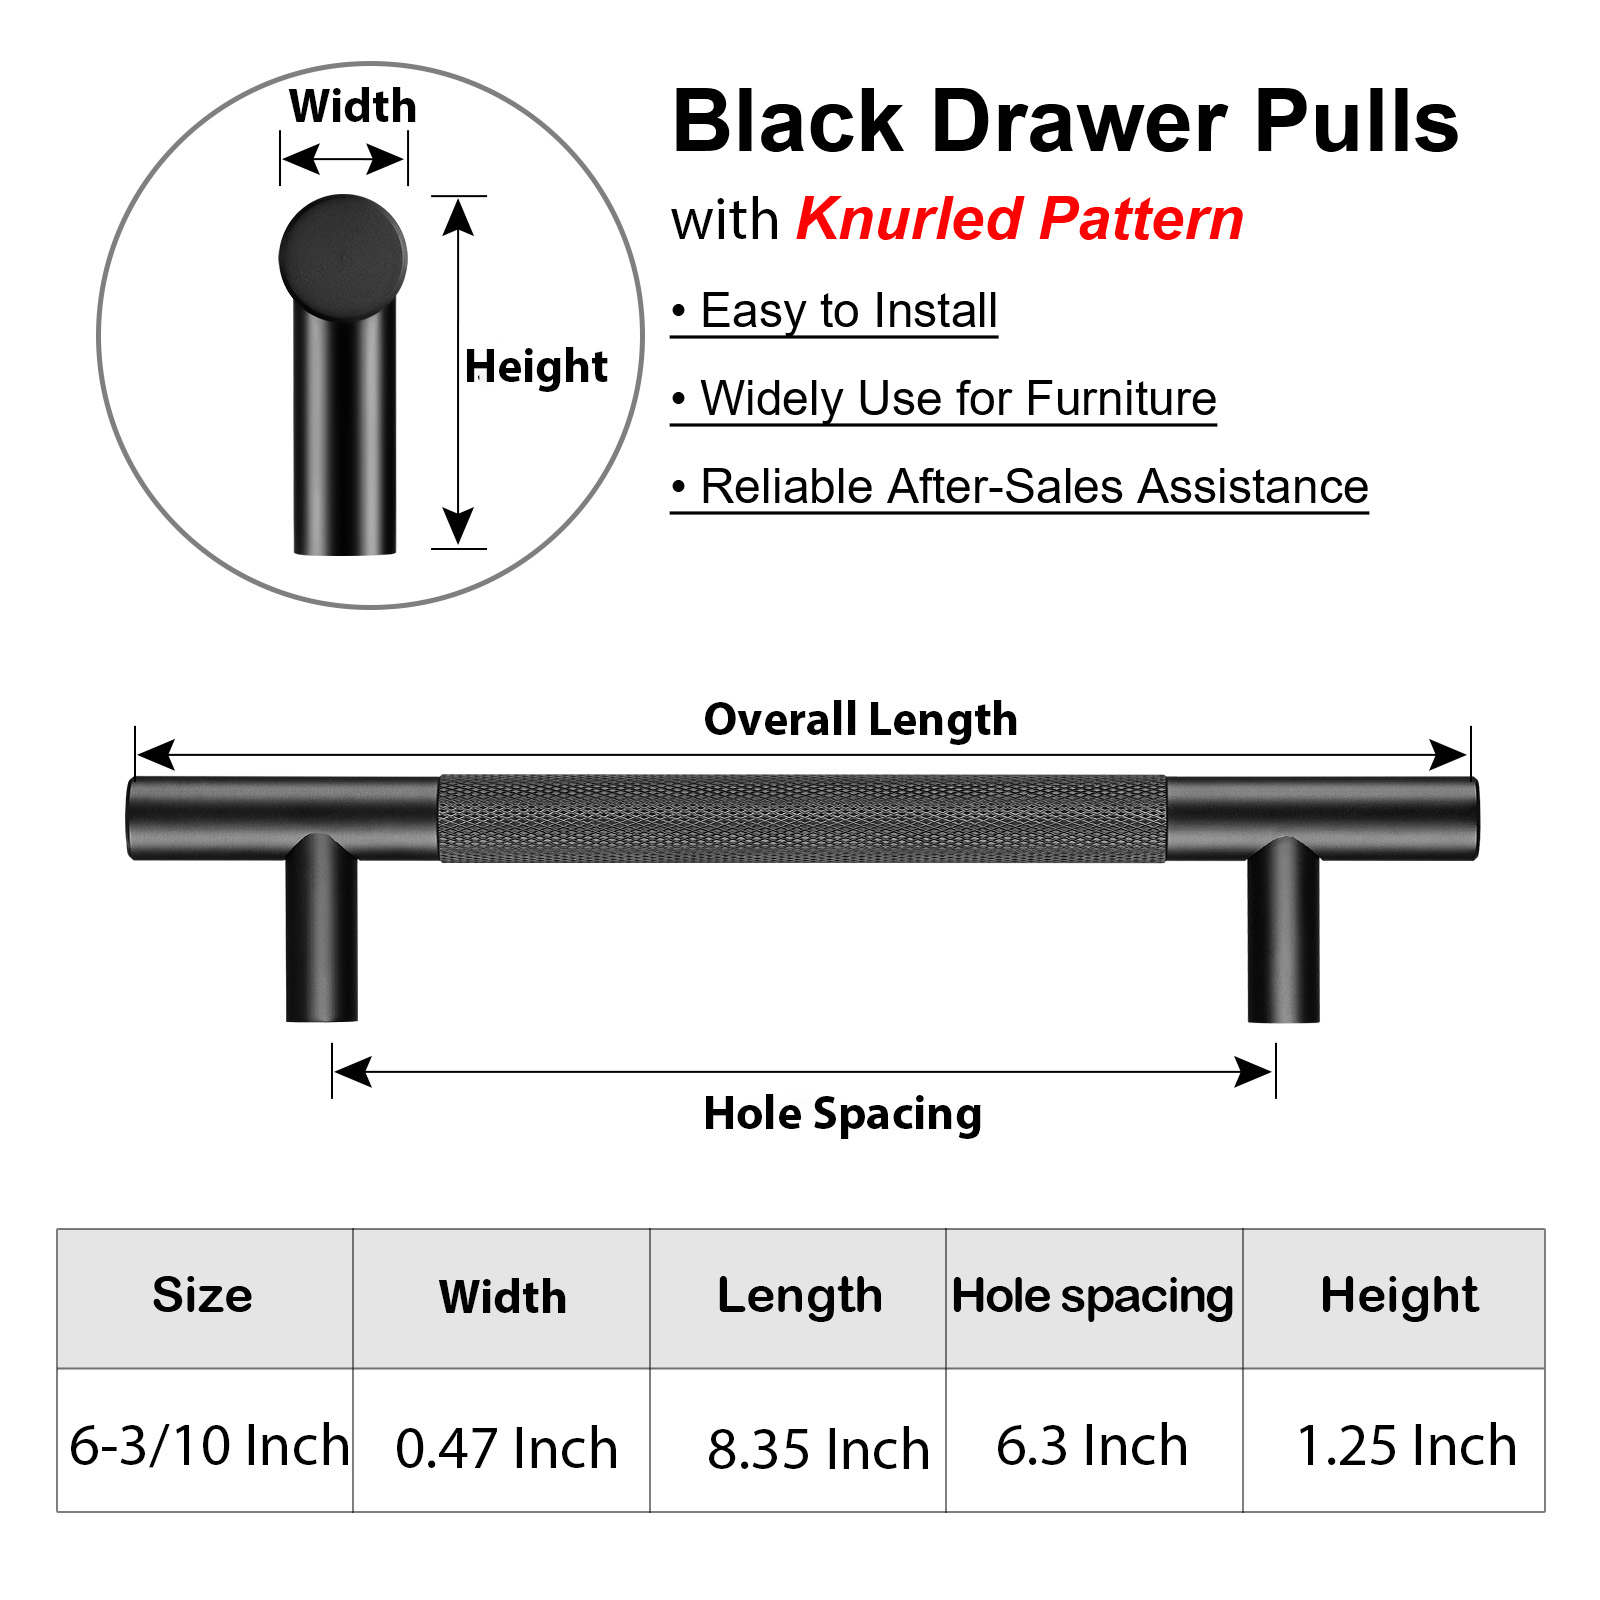 Width
Height
Black Drawer Pulls
with Knurled Pattern
• Easy to Install
• Widely Use for Furniture
• Reliable After-Sales Assistance
Overall Length
Hole Spacing
Size Width Length Hole spacing Height
6-3/10 Inch 0.47 Inch 8.35 Inch 6.3 Inch 1.25 Inch